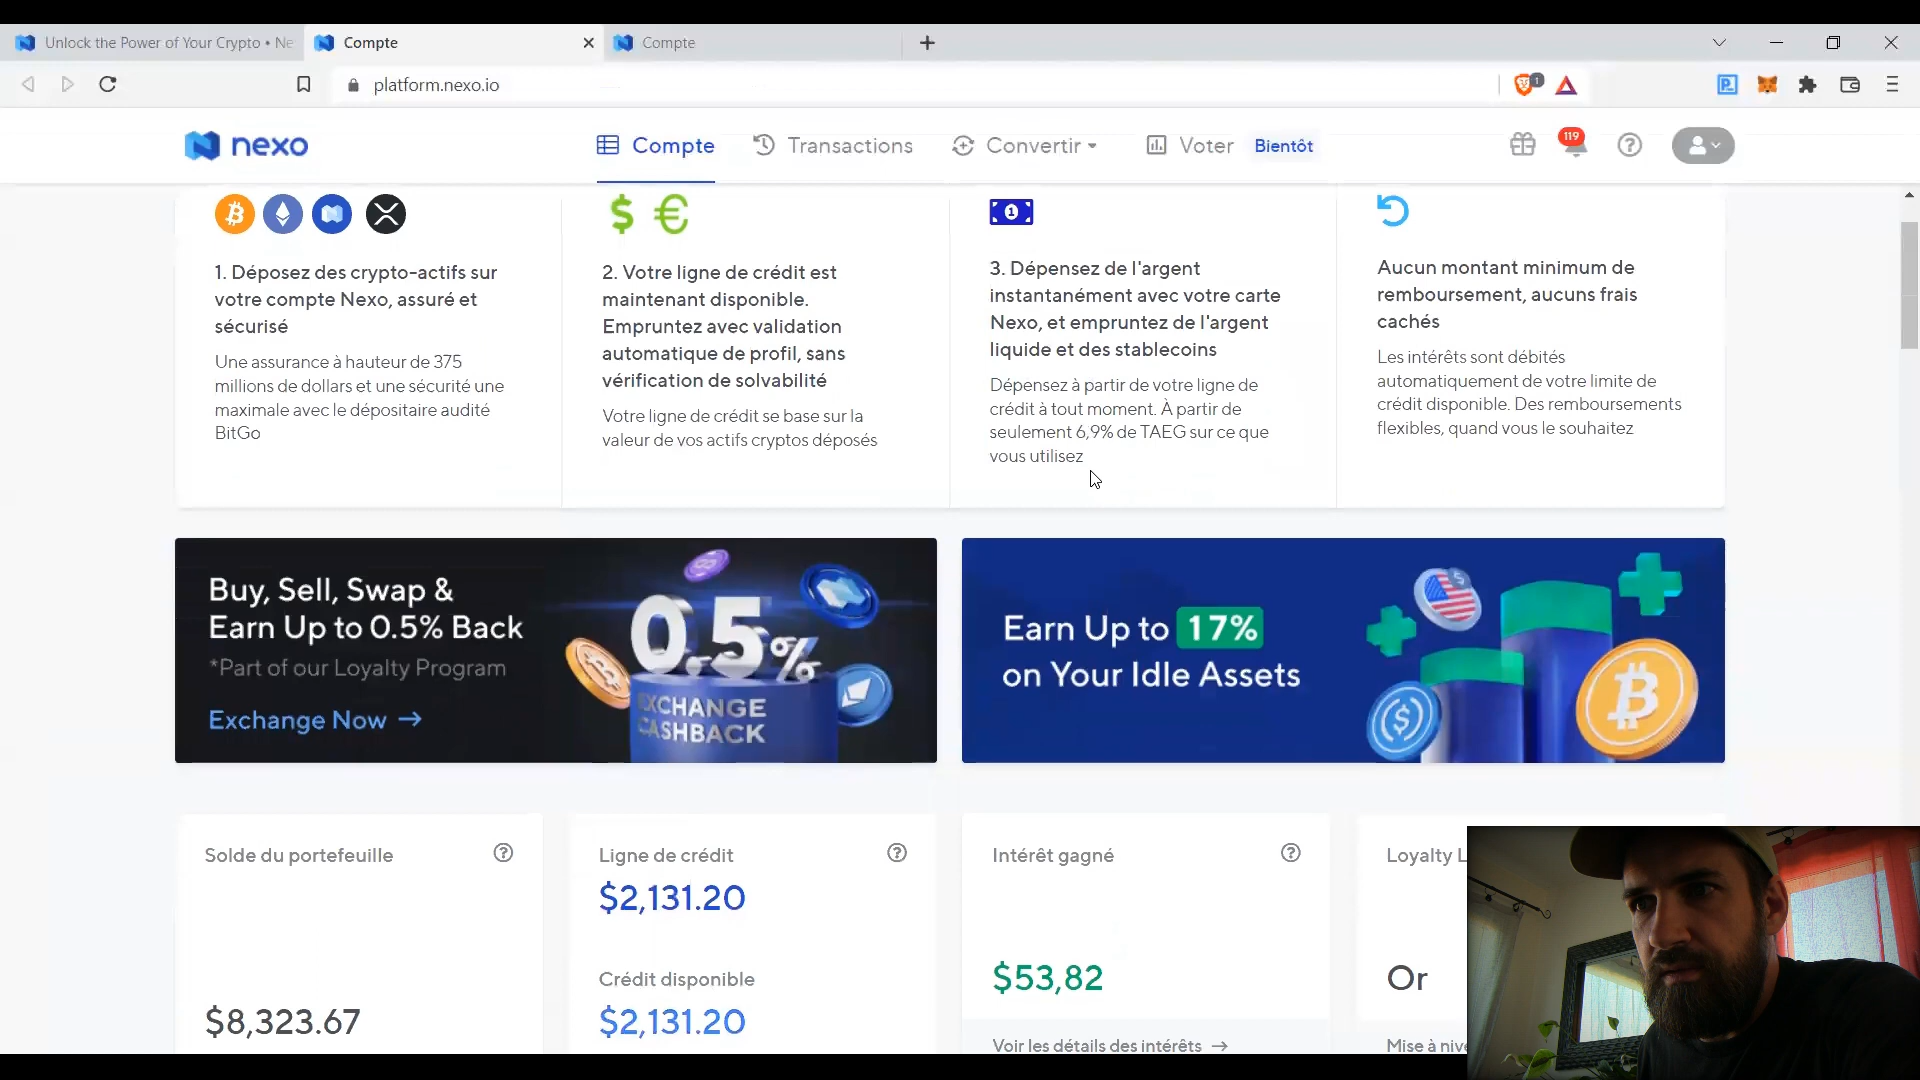 Unlock the Power of Your Crypto • Ne
Compte
Compte
platform.nexo.io
1
nexo
Compte
Transactions
Convertir
Voter
Bientôt
119
1. Déposez des crypto-actifs sur
votre compte Nexo, assuré et
sécurisé
Une assurance à hauteur de 375
millions de dollars et une sécurité une
maximale avec le dépositaire audité
BitGo
2. Votre ligne de crédit est
maintenant disponible.
Empruntez avec validation
automatique de profil, sans
vérification de solvabilité
Votre ligne de crédit se base sur la
valeur de vos actifs cryptos déposés
3. Dépensez de l'argent
instantanément avec votre carte
Nexo, et empruntez de l'argent
liquide et des stablecoins
Dépensez à partir de votre ligne de
crédit à tout moment. À partir de
seulement 6,9% de TAEG sur ce que
vous utilisez
Aucun montant minimum de
remboursement, aucuns frais
cachés
Les intérêts sont débités
automatiquement de votre limite de
crédit disponible. Des remboursements
flexibles, quand vous le souhaitez
Buy, Sell, Swap &
Earn Up to 0.5% Back
*Part of our Loyalty Program
Exchange Now →
0.5%
EXCHANGE
CASHBACK
Earn Up to 17%
on Your Idle Assets
Solde du portefeuille
$8,323.67
Ligne de crédit
$2,131.20
Crédit disponible
$2,131.20
Intérêt gagné
$53,82
Voir les détails des intérêts →
Loyalty L
Or
Mise à nive